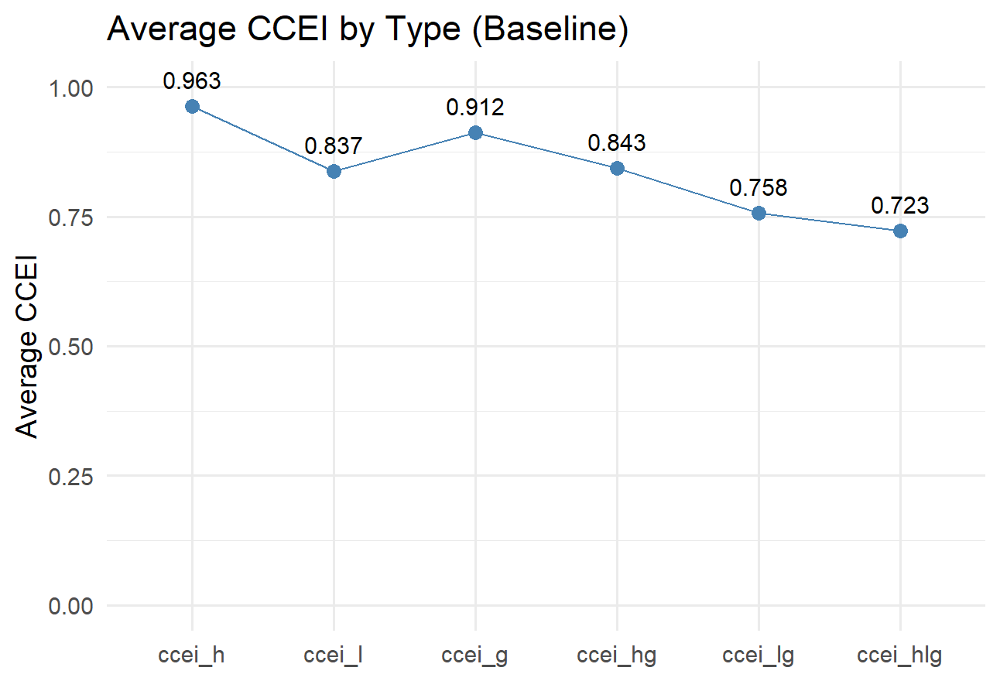 Average CCEI by Type (Baseline)
Average CCEI
1.00
0.75
0.50
0.25
0.00
0.963
0.837
0.912
0.843
0.758
0.723
ccei_h
ccei_l
ccei_g
ccei_hg
ccei_lg
ccei_hlg